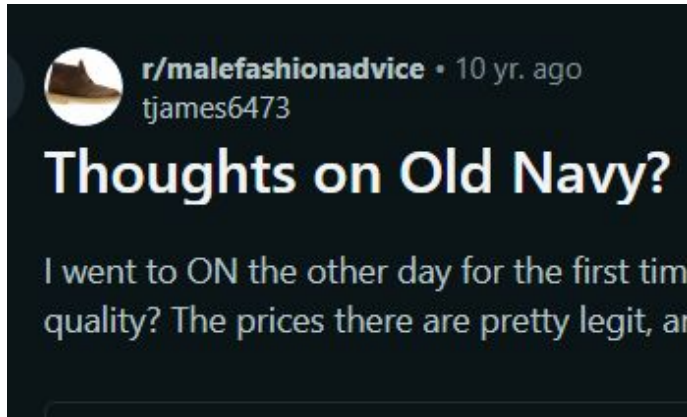 r/malefashionadvice • 10 yr. ago
tjames6473
Thoughts on Old Navy?
I went to ON the other day for the first tim
quality? The prices there are pretty legit, ar